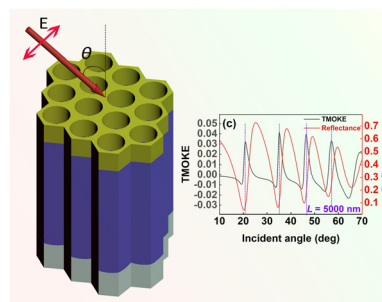 E
θ
(c)
TMOKE
Reflectance
0.05
0.04
0.03
0.02
0.01
0.00
-0.01
-0.02
-0.03
TMOKE
0.7
0.6
0.5
0.4
0.3
0.2
0.1
L = 5000 nm
10 20 30 40 50 60 70
Incident angle (deg)